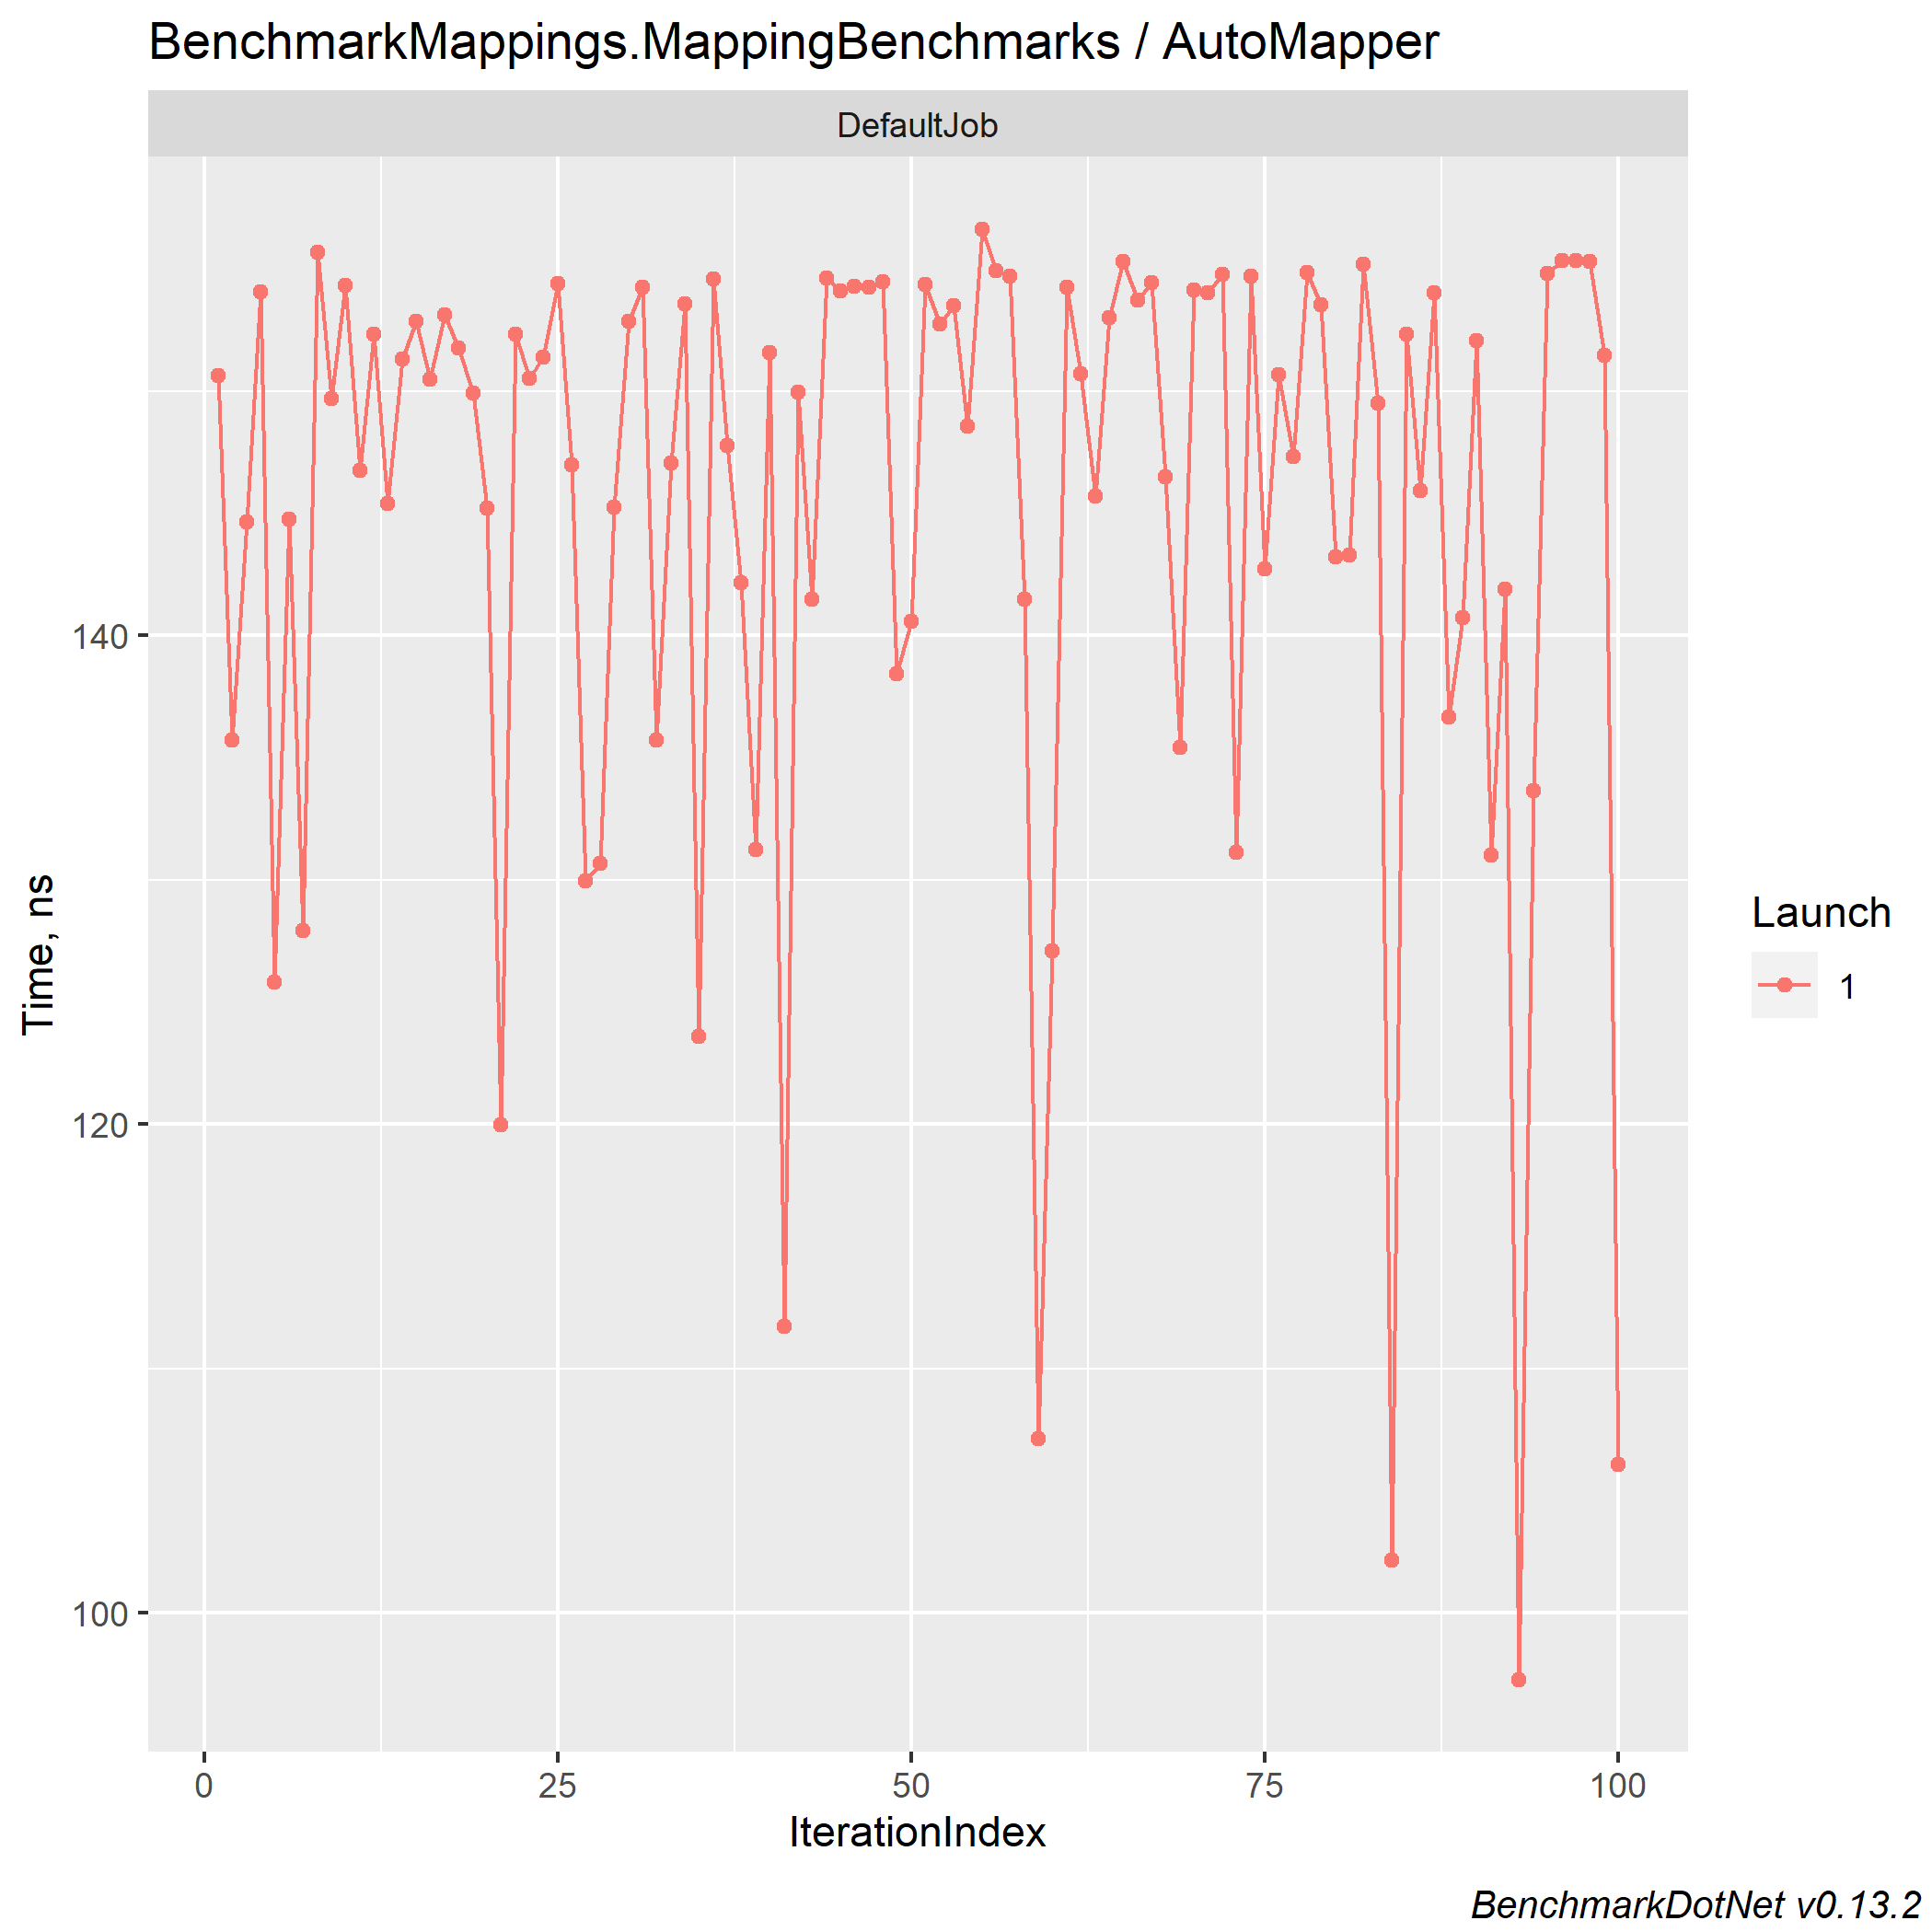 BenchmarkMappings.MappingBenchmarks / AutoMapper
DefaultJob
140
120
100
Time, ns
0 25 50 75 100
IterationIndex
Launch
1
BenchmarkDotNet v0.13.2